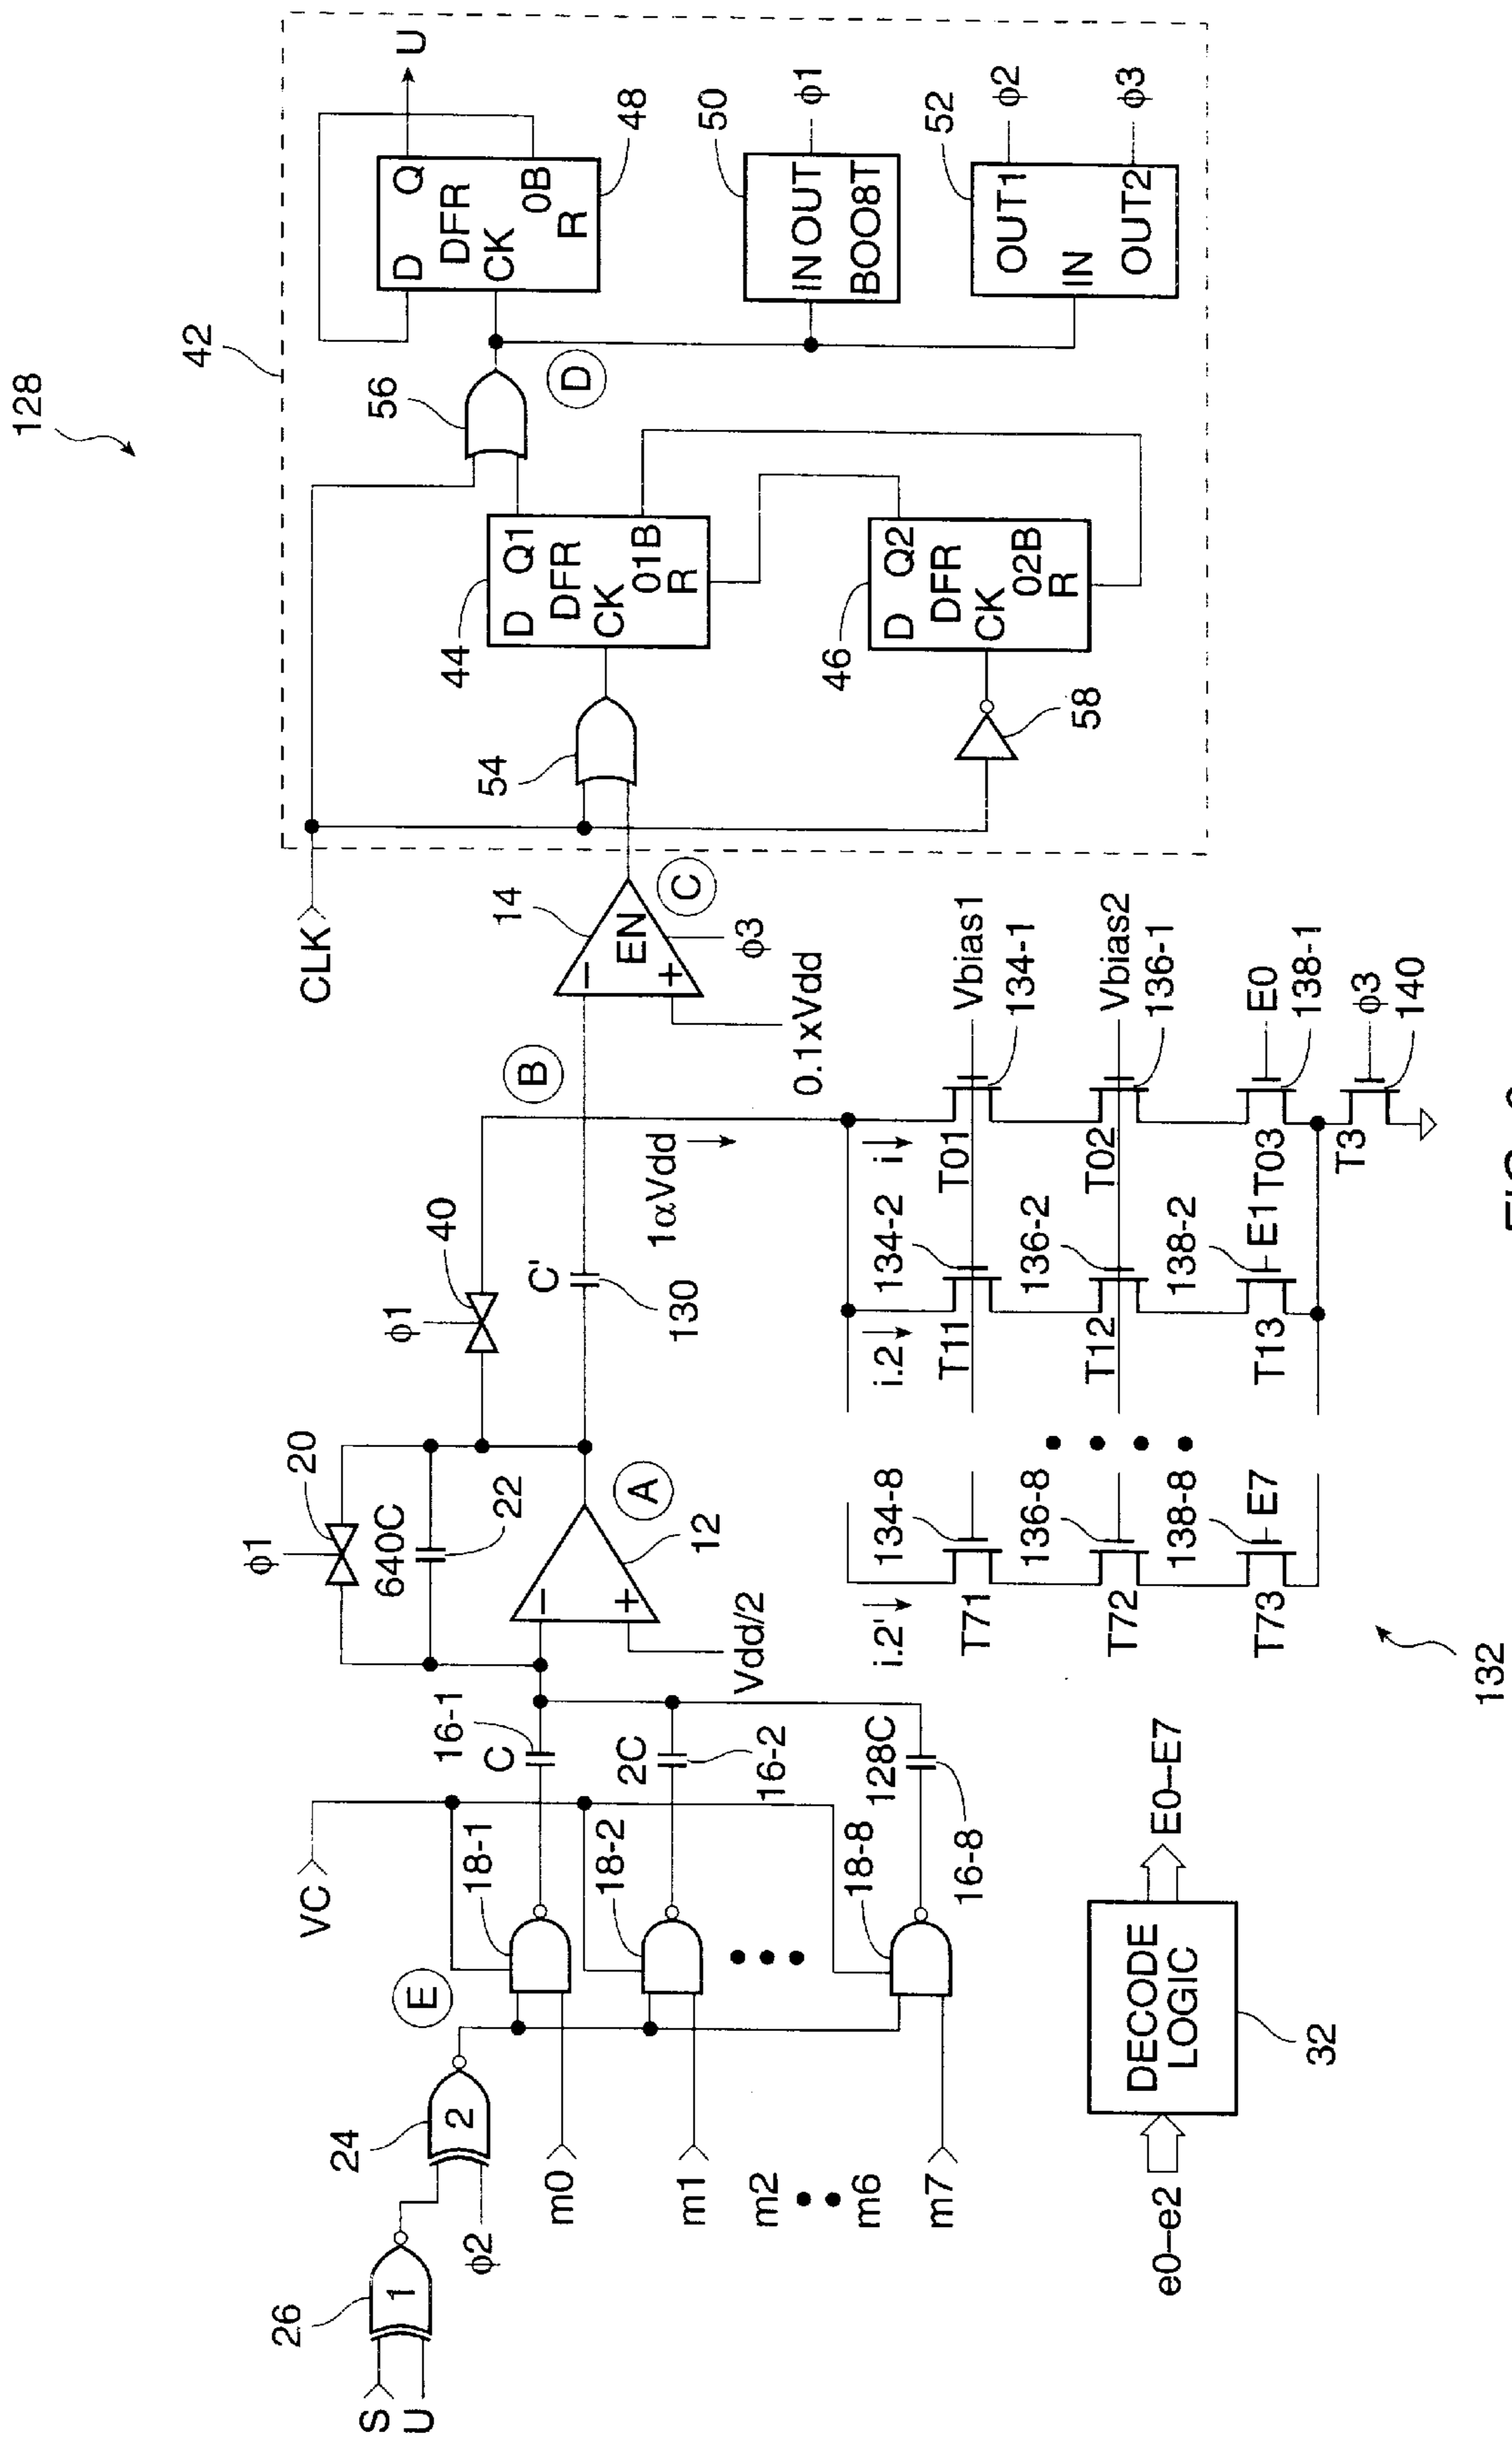 128
42
CLK
D Q
DFR
CK
0B
R
U
48
50
IN OUT
BOO8T
ϕ1
52
OUT1
IN
OUT2
ϕ2
ϕ3
56
D
44
D Q1
DFR
CK
01B
R
46
D Q2
DFR
CK
02B
R
54
58
14
EN
−
+
C
ϕ3
0.1xVdd
B
1αVdd
ϕ1
40
C'
130
ϕ1
20
640C
22
A
12
−
+
Vdd/2
VC
16-1
C
2C
16-2
128C
16-8
18-1
18-2
18-8
E
24
2
ϕ2
26
1
S
U
m0
m1
m2
m6
m7
i
T01
T02
T03
T3
Vbias1
134-1
Vbias2
136-1
E0
138-1
ϕ3
140
i.2
134-2
T11
136-2
T12
138-2
E1
T13
i.2'
134-8
T71
136-8
T72
138-8
E7
T73
132
e0–e2
DECODE
LOGIC
E0–E7
32